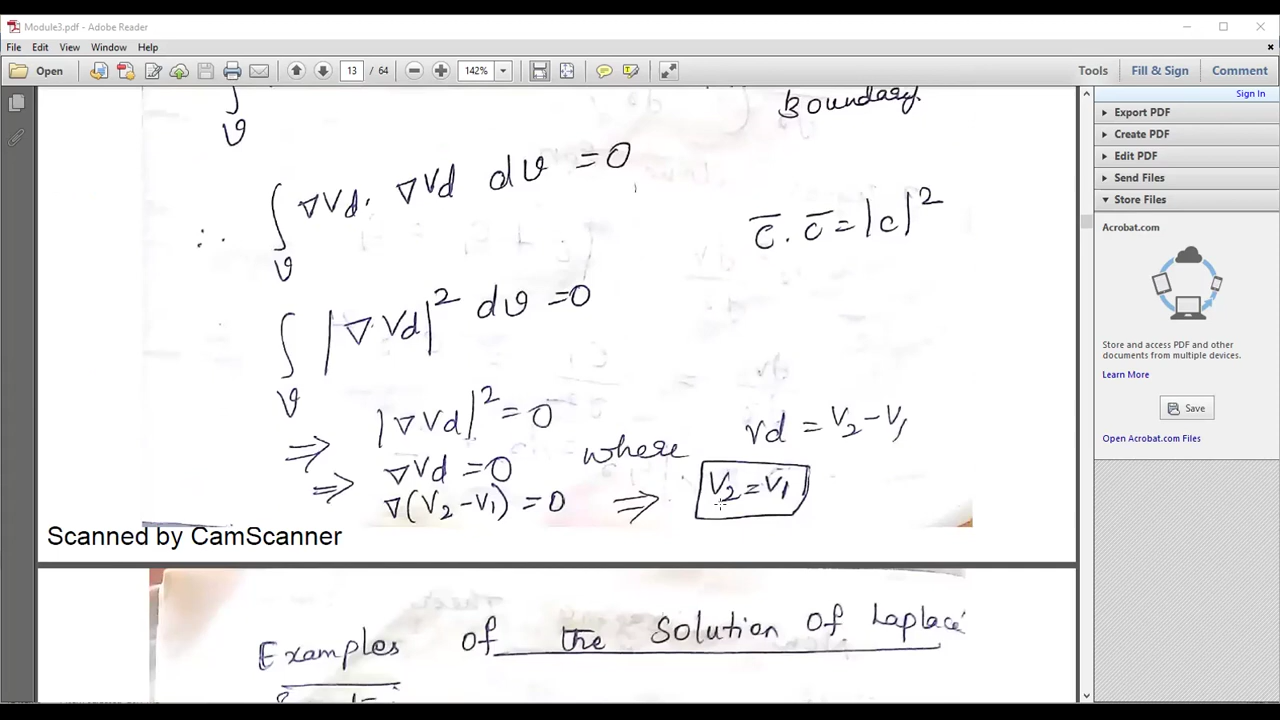 Module3.pdf - Adobe Reader
File Edit View Window Help
Open 13 / 64 142% Tools Fill & Sign Comment
Sign In
Export PDF
Create PDF
Edit PDF
Send Files
Store Files
Acrobat.com
Store and access PDF and other
documents from multiple devices.
Learn More
Save
Open Acrobat.com Files
∫
v
Boundary.
∴ ∫ ∇Vd. ∇Vd dv = 0
v
c̅ . c̅ = |c|²
∫ |∇Vd|² dv = 0
v
⇒ |∇Vd|² = 0
where Vd = V₂ - V₁
⇒ ∇Vd = 0
∇(V₂ - V₁) = 0 ⇒ V₂ = V₁
Scanned by CamScanner
Examples of the Solution of Laplace's